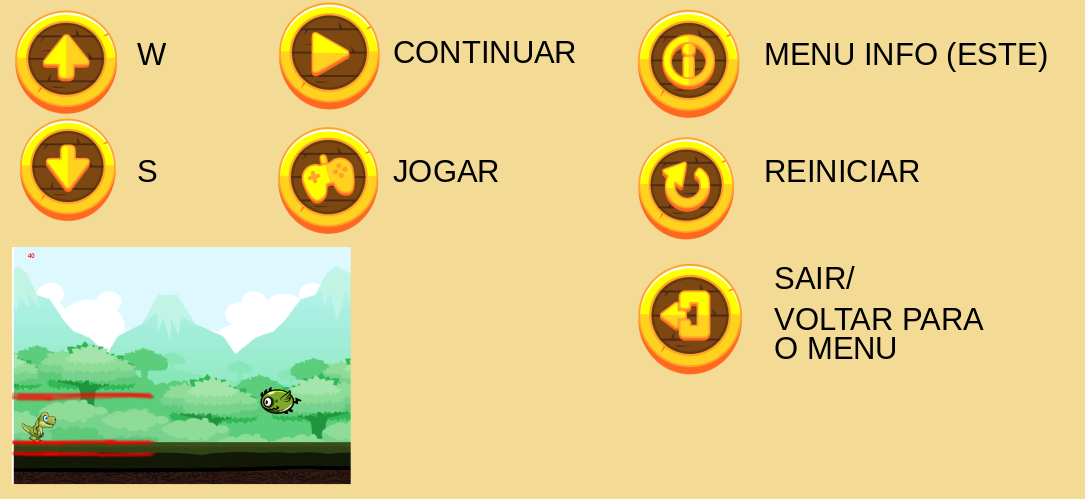 W
CONTINUAR
MENU INFO (ESTE)
S
JOGAR
REINICIAR
40
SAIR/
VOLTAR PARA
O MENU